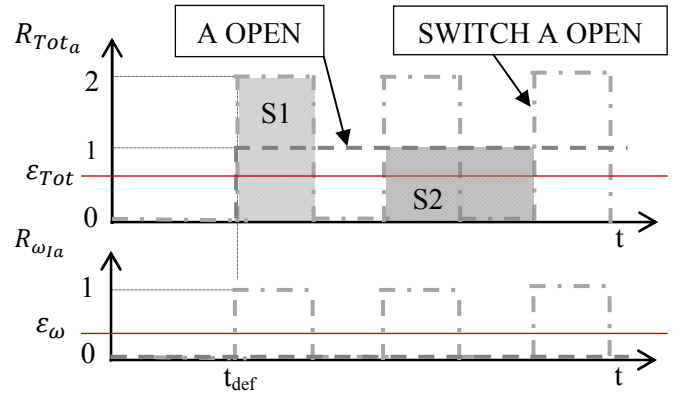 R_Tot_a
A OPEN
SWITCH A OPEN
2
S1
1
ε_Tot
S2
0
t
R_ω_Ia
1
ε_ω
0
t_def
t